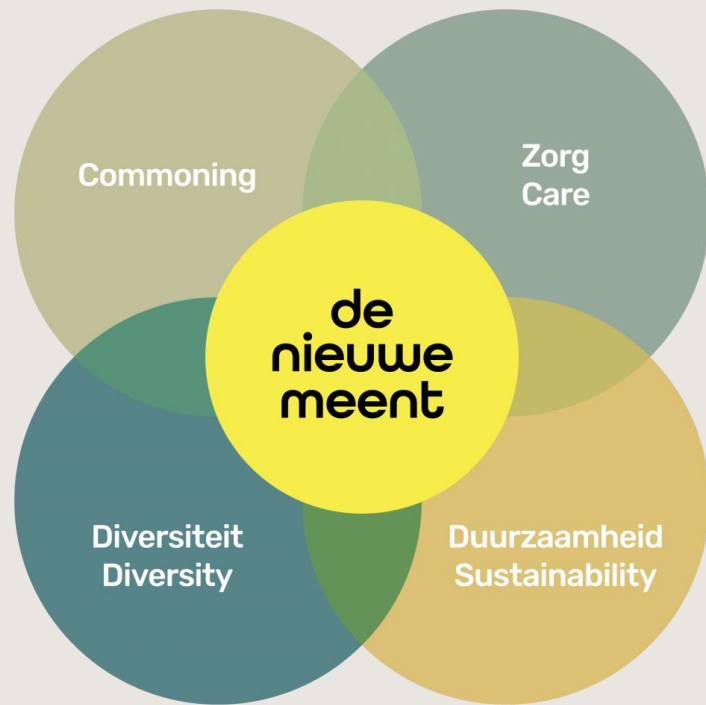 Commoning
Zorg
Care
de
nieuwe
meent
Diversiteit
Diversity
Duurzaamheid
Sustainability